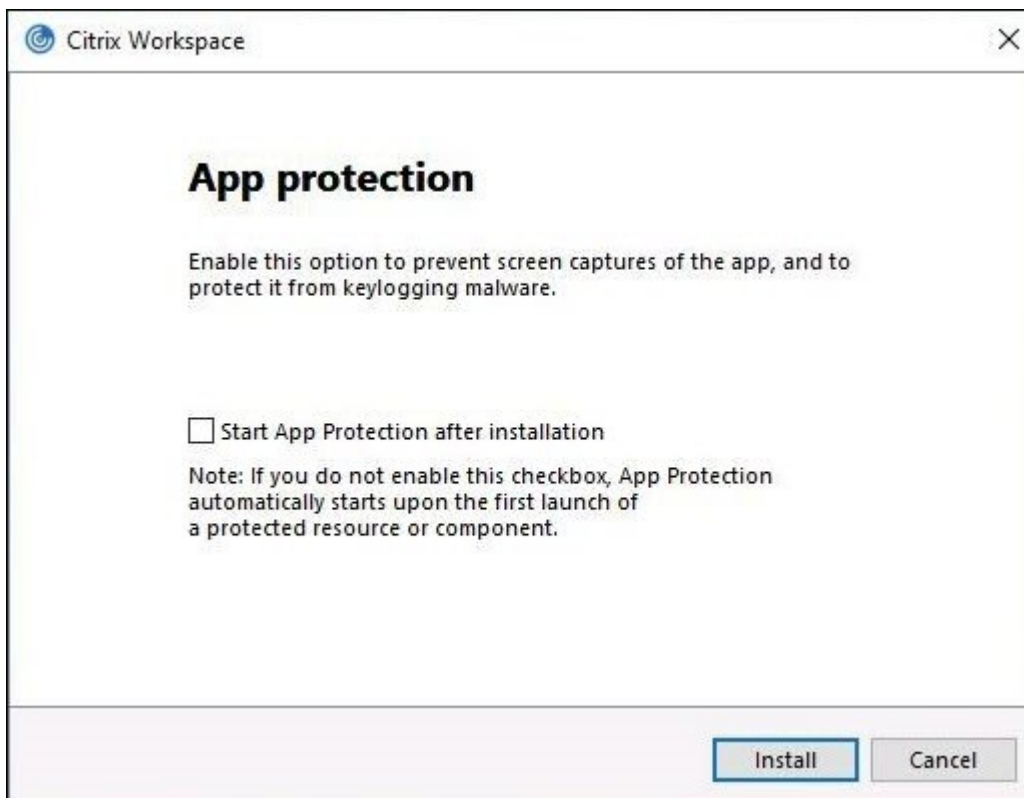 Citrix Workspace
App protection
Enable this option to prevent screen captures of the app, and to
protect it from keylogging malware.
Start App Protection after installation
Note: If you do not enable this checkbox, App Protection
automatically starts upon the first launch of
a protected resource or component.
Install Cancel